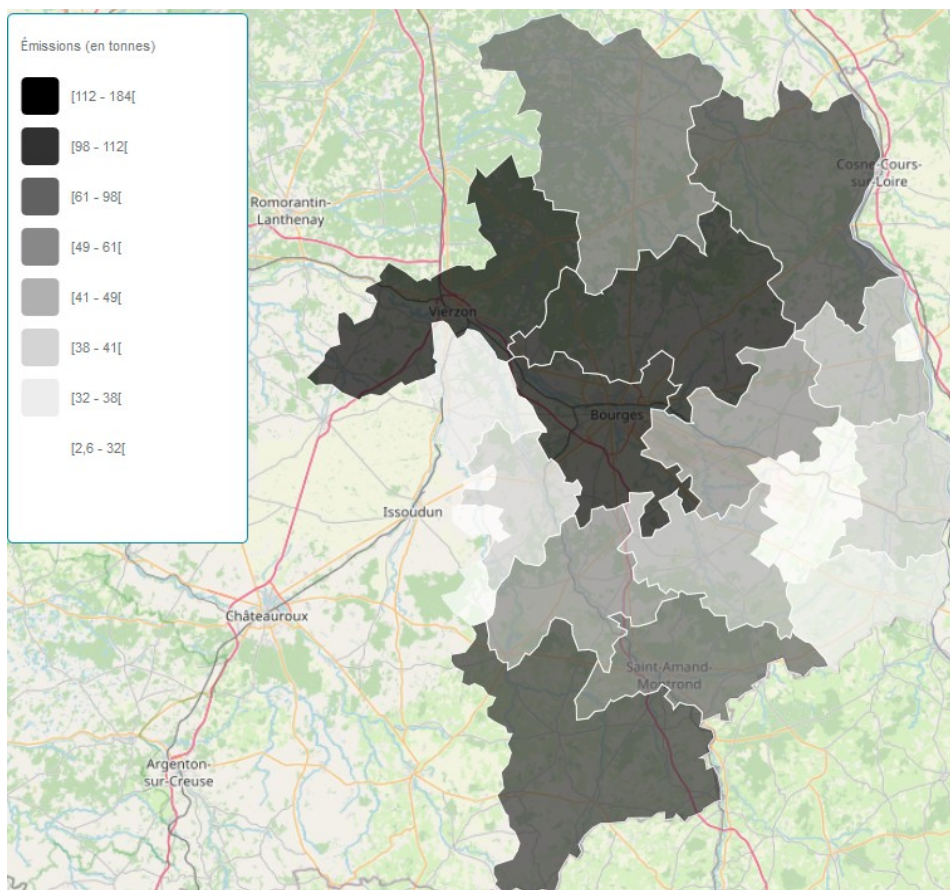 Émissions (en tonnes)
[112 - 184[
[98 - 112[
[61 - 98[
[49 - 61[
[41 - 49[
[38 - 41[
[32 - 38[
[2,6 - 32[
Cosne-Cours-
sur-Loire
Romorantin-
Lanthenay
Vierzon
Bourges
Issoudun
Châteauroux
Saint-Amand-
Montrond
Argenton-
sur-Creuse